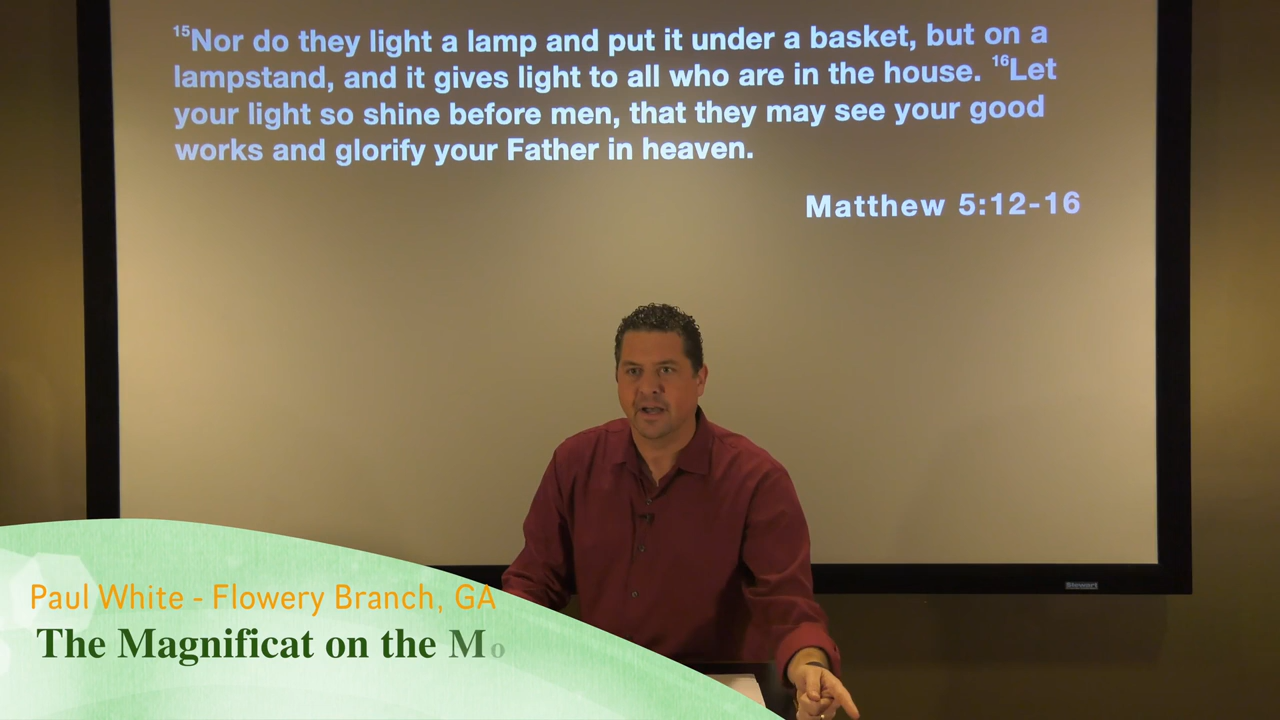 ¹⁵Nor do they light a lamp and put it under a basket, but on a
lampstand, and it gives light to all who are in the house. ¹⁶Let
your light so shine before men, that they may see your good
works and glorify your Father in heaven.
Matthew 5:12-16
Stewart
Paul White - Flowery Branch, GA
The Magnificat on the Mo